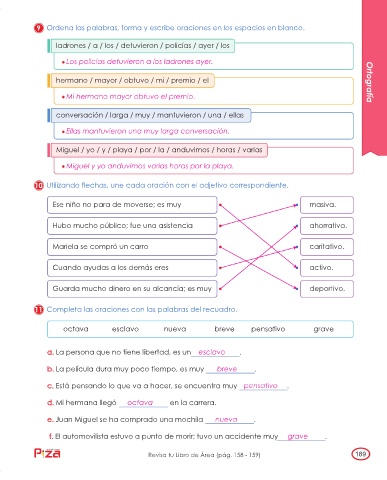 9 Ordena las palabras, forma y escribe oraciones en los espacios en blanco.
ladrones / a / los / detuvieron / policías / ayer / los
• Los policías detuvieron a los ladrones ayer.
hermano / mayor / obtuvo / mi / premio / el
• Mi hermano mayor obtuvo el premio.
conversación / larga / muy / mantuvieron / una / ellas
• Ellas mantuvieron una muy larga conversación.
Miguel / yo / y / playa / por / la / anduvimos / horas / varias
• Miguel y yo anduvimos varias horas por la playa.
Ortografía
10 Utilizando flechas, une cada oración con el adjetivo correspondiente.
Ese niño no para de moverse; es muy masiva.
Hubo mucho público; fue una asistencia ahorrativo.
Mariela se compró un carro caritativo.
Cuando ayudas a los demás eres activo.
Guarda mucho dinero en su alcancía; es muy deportivo.
11 Completa las oraciones con las palabras del recuadro.
octava esclavo nueva breve pensativo grave
a. La persona que no tiene libertad, es un esclavo.
b. La película dura muy poco tiempo, es muy breve.
c. Está pensando lo que va a hacer, se encuentra muy pensativo.
d. Mi hermana llegó octava en la carrera.
e. Juan Miguel se ha comprado una mochila nueva.
f. El automovilista estuvo a punto de morir; tuvo un accidente muy grave.
Pizza
Revisa tu Libro de Área (pág. 158 - 159)
189